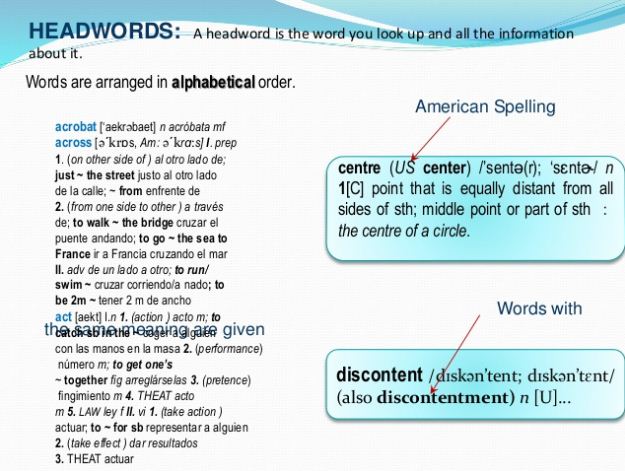 HEADWORDS: A headword is the word you look up and all the information
about it.
Words are arranged in alphabetical order.
acrobat ['aekrəbaet] n acróbata mf
across [ə´krɒs, Am: ə´krɑ:s] I. prep
1. (on other side of ) al otro lado de;
just ~ the street justo al otro lado
de la calle; ~ from enfrente de
2. (from one side to other ) a través
de; to walk ~ the bridge cruzar el
puente andando; to go ~ the sea to
France ir a Francia cruzando el mar
II. adv de un lado a otro; to run/
swim ~ cruzar corriendo/a nado; to
be 2m ~ tener 2 m de ancho
act [aekt] I.n 1. (action ) acto m; to
catch sb in the ~ coger a alguien
con las manos en la masa 2. (performance)
número m; to get one's
~ together fig arreglárselas 3. (pretence)
fingimiento m 4. THEAT acto
m 5. LAW ley f II. vi 1. (take action )
actuar; to ~ for sb representar a alguien
2. (take effect ) dar resultados
3. THEAT actuar
American Spelling
centre (US center) /'sentə(r); 'sɛntɚ/ n
1[C] point that is equally distant from all
sides of sth; middle point or part of sth :
the centre of a circle.
Words with
the same meaning are given
discontent /dɪskən'tent; dɪskən'tɛnt/
(also discontentment) n [U]...